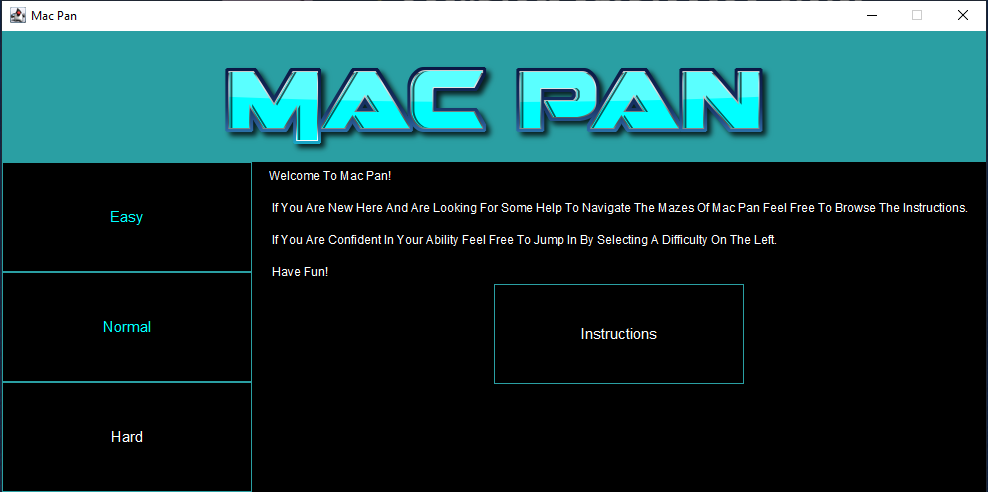 Mac Pan
MAC PAN
Easy
Normal
Hard
Welcome To Mac Pan!
If You Are New Here And Are Looking For Some Help To Navigate The Mazes Of Mac Pan Feel Free To Browse The Instructions.
If You Are Confident In Your Ability Feel Free To Jump In By Selecting A Difficulty On The Left.
Have Fun!
Instructions